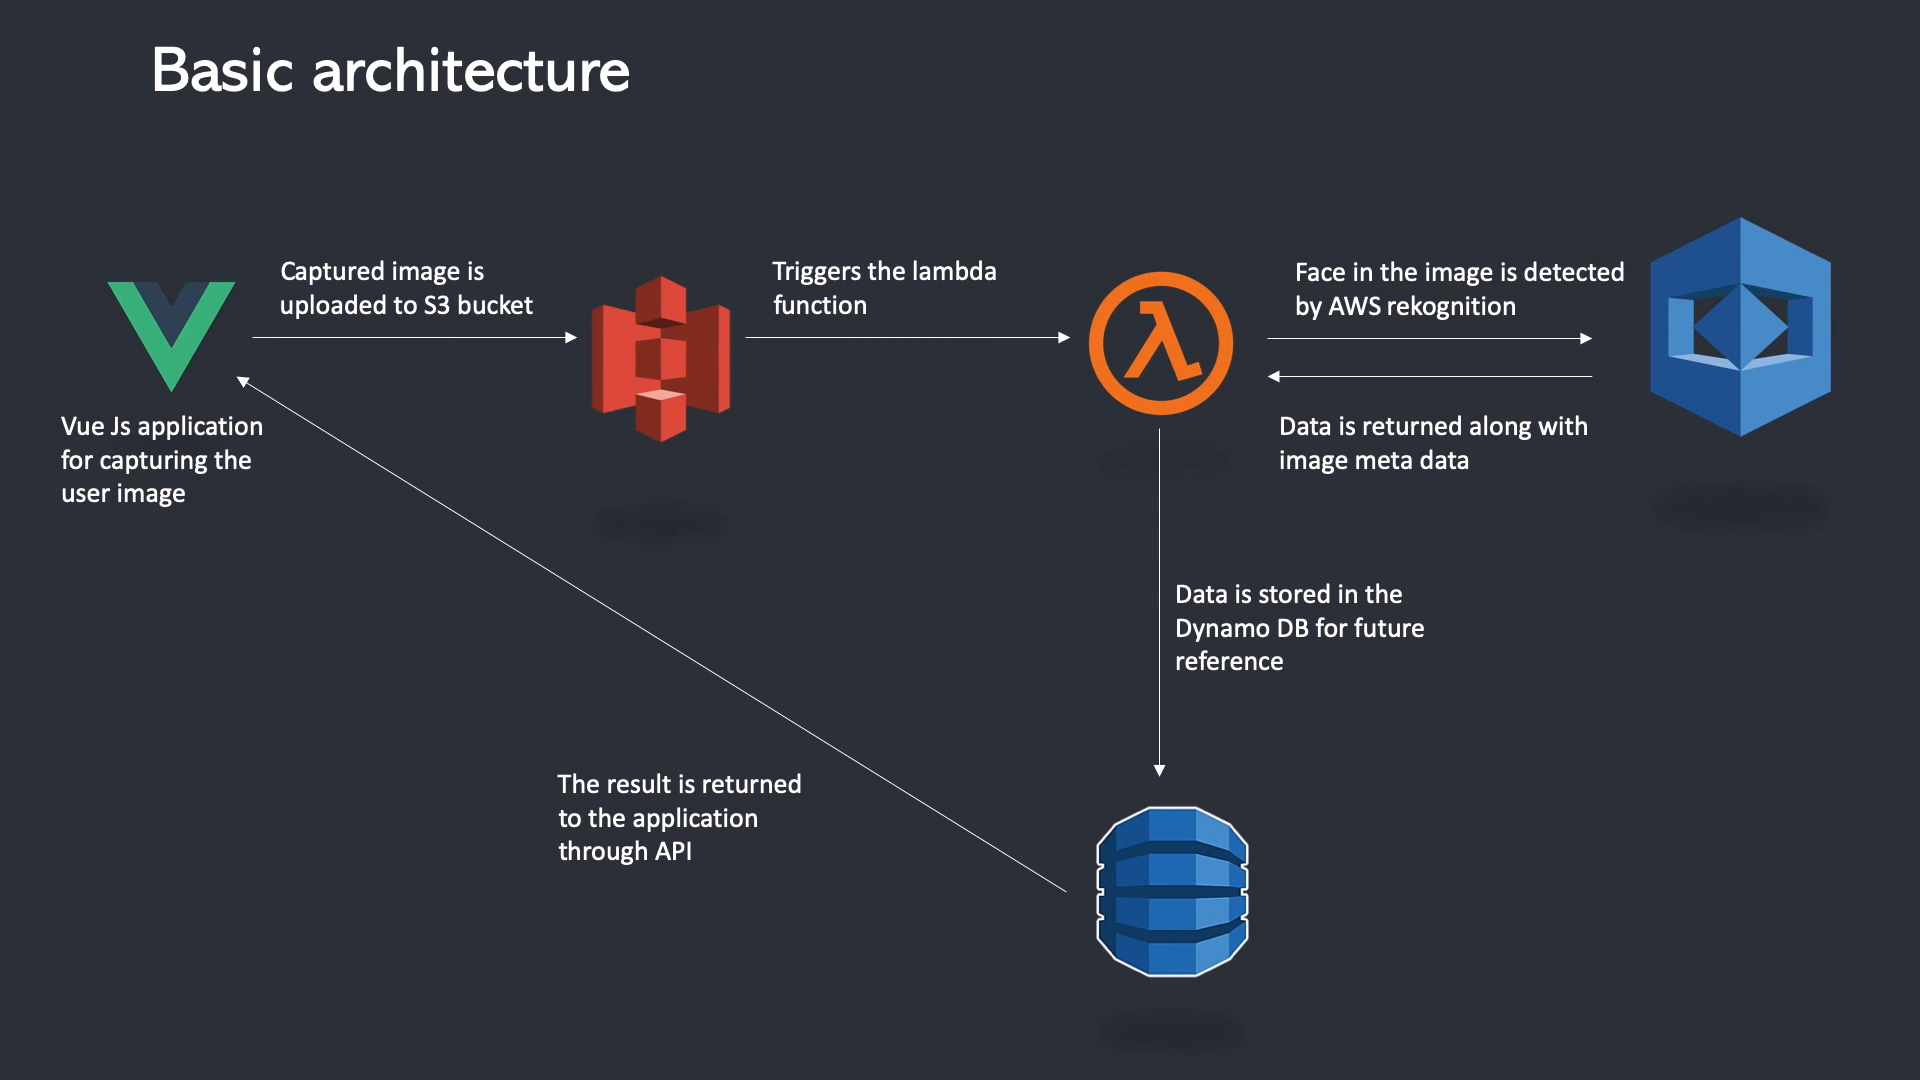 Basic architecture
Captured image is
uploaded to S3 bucket
Triggers the lambda
function
Face in the image is detected
by AWS rekognition
Vue Js application
for capturing the
user image
Data is returned along with
image meta data
Data is stored in the
Dynamo DB for future
reference
The result is returned
to the application
through API